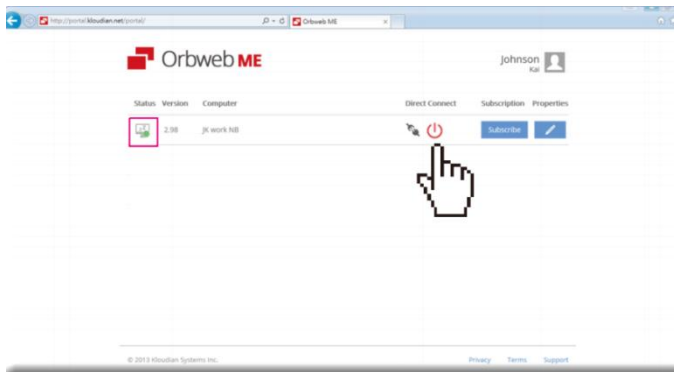 http://portal.kloudian.net/portal/
Orbweb ME
Orbweb ME
Johnson
Kai
Status Version Computer Direct Connect Subscription Properties
2.98 JK work NB Subscribe
© 2013 Kloudian Systems Inc. Privacy Terms Support